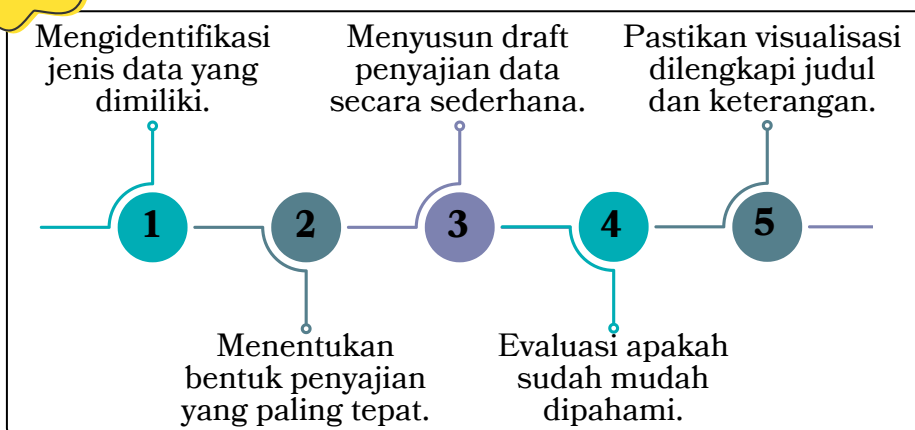 Mengidentifikasi
jenis data yang
dimiliki.
Menyusun draft
penyajian data
secara sederhana.
Pastikan visualisasi
dilengkapi judul
dan keterangan.
1
2
3
4
5
Menentukan
bentuk penyajian
yang paling tepat.
Evaluasi apakah
sudah mudah
dipahami.